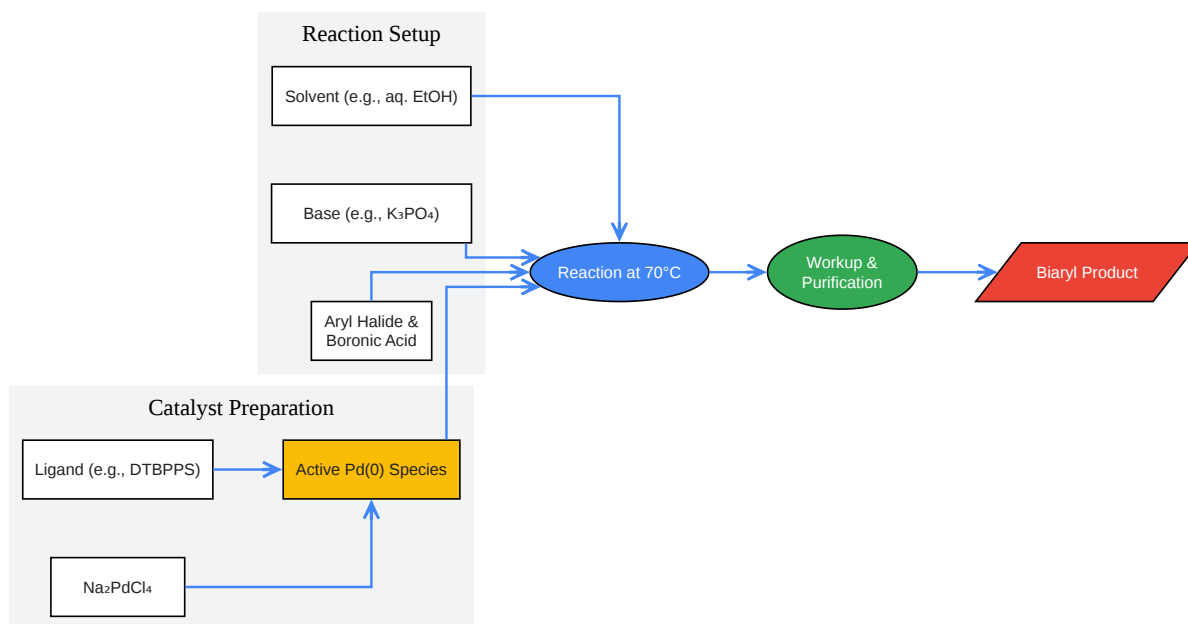 Reaction Setup
Solvent (e.g., aq. EtOH)
Base (e.g., K₃PO₄)
Aryl Halide &
Boronic Acid
Reaction at 70°C
Workup &
Purification
Biaryl Product
Catalyst Preparation
Ligand (e.g., DTBPPS)
Active Pd(0) Species
Na₂PdCl₄